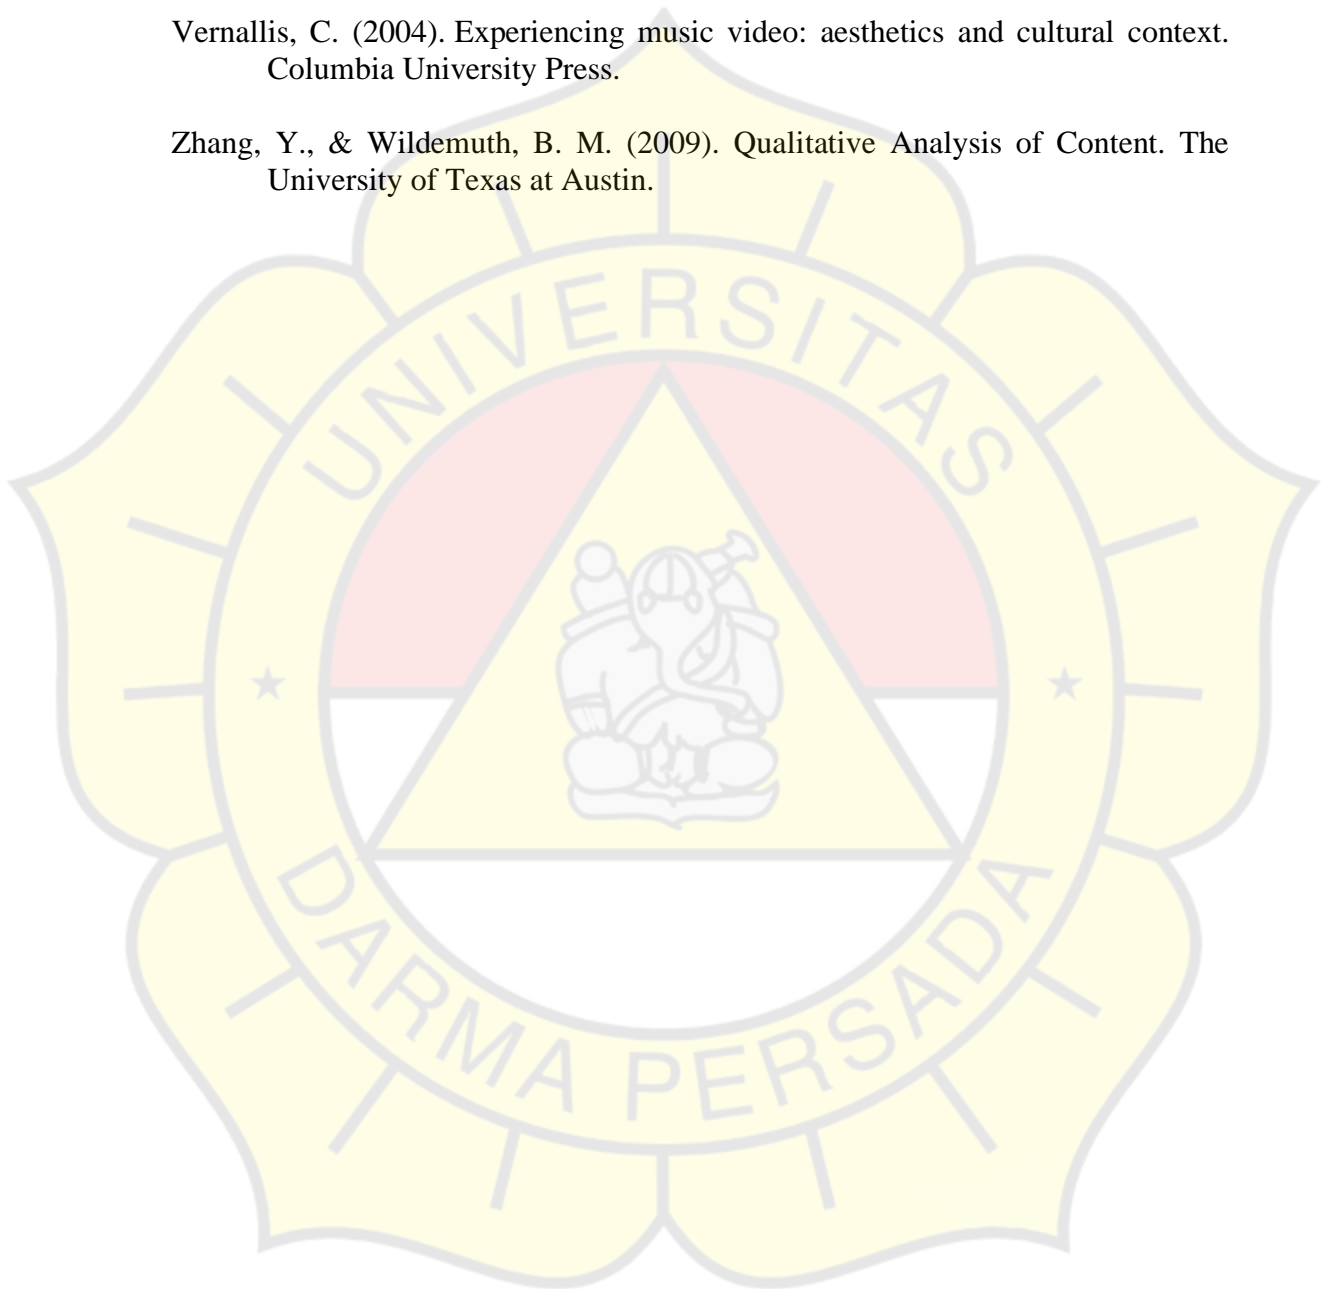 Vernallis, C. (2004). Experiencing music video: aesthetics and cultural context.
Columbia University Press.
Zhang, Y., & Wildemuth, B. M. (2009). Qualitative Analysis of Content. The
University of Texas at Austin.
UNIVERSITAS
DARMA PERSADA